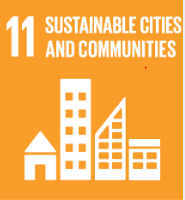 11 SUSTAINABLE CITIES
AND COMMUNITIES